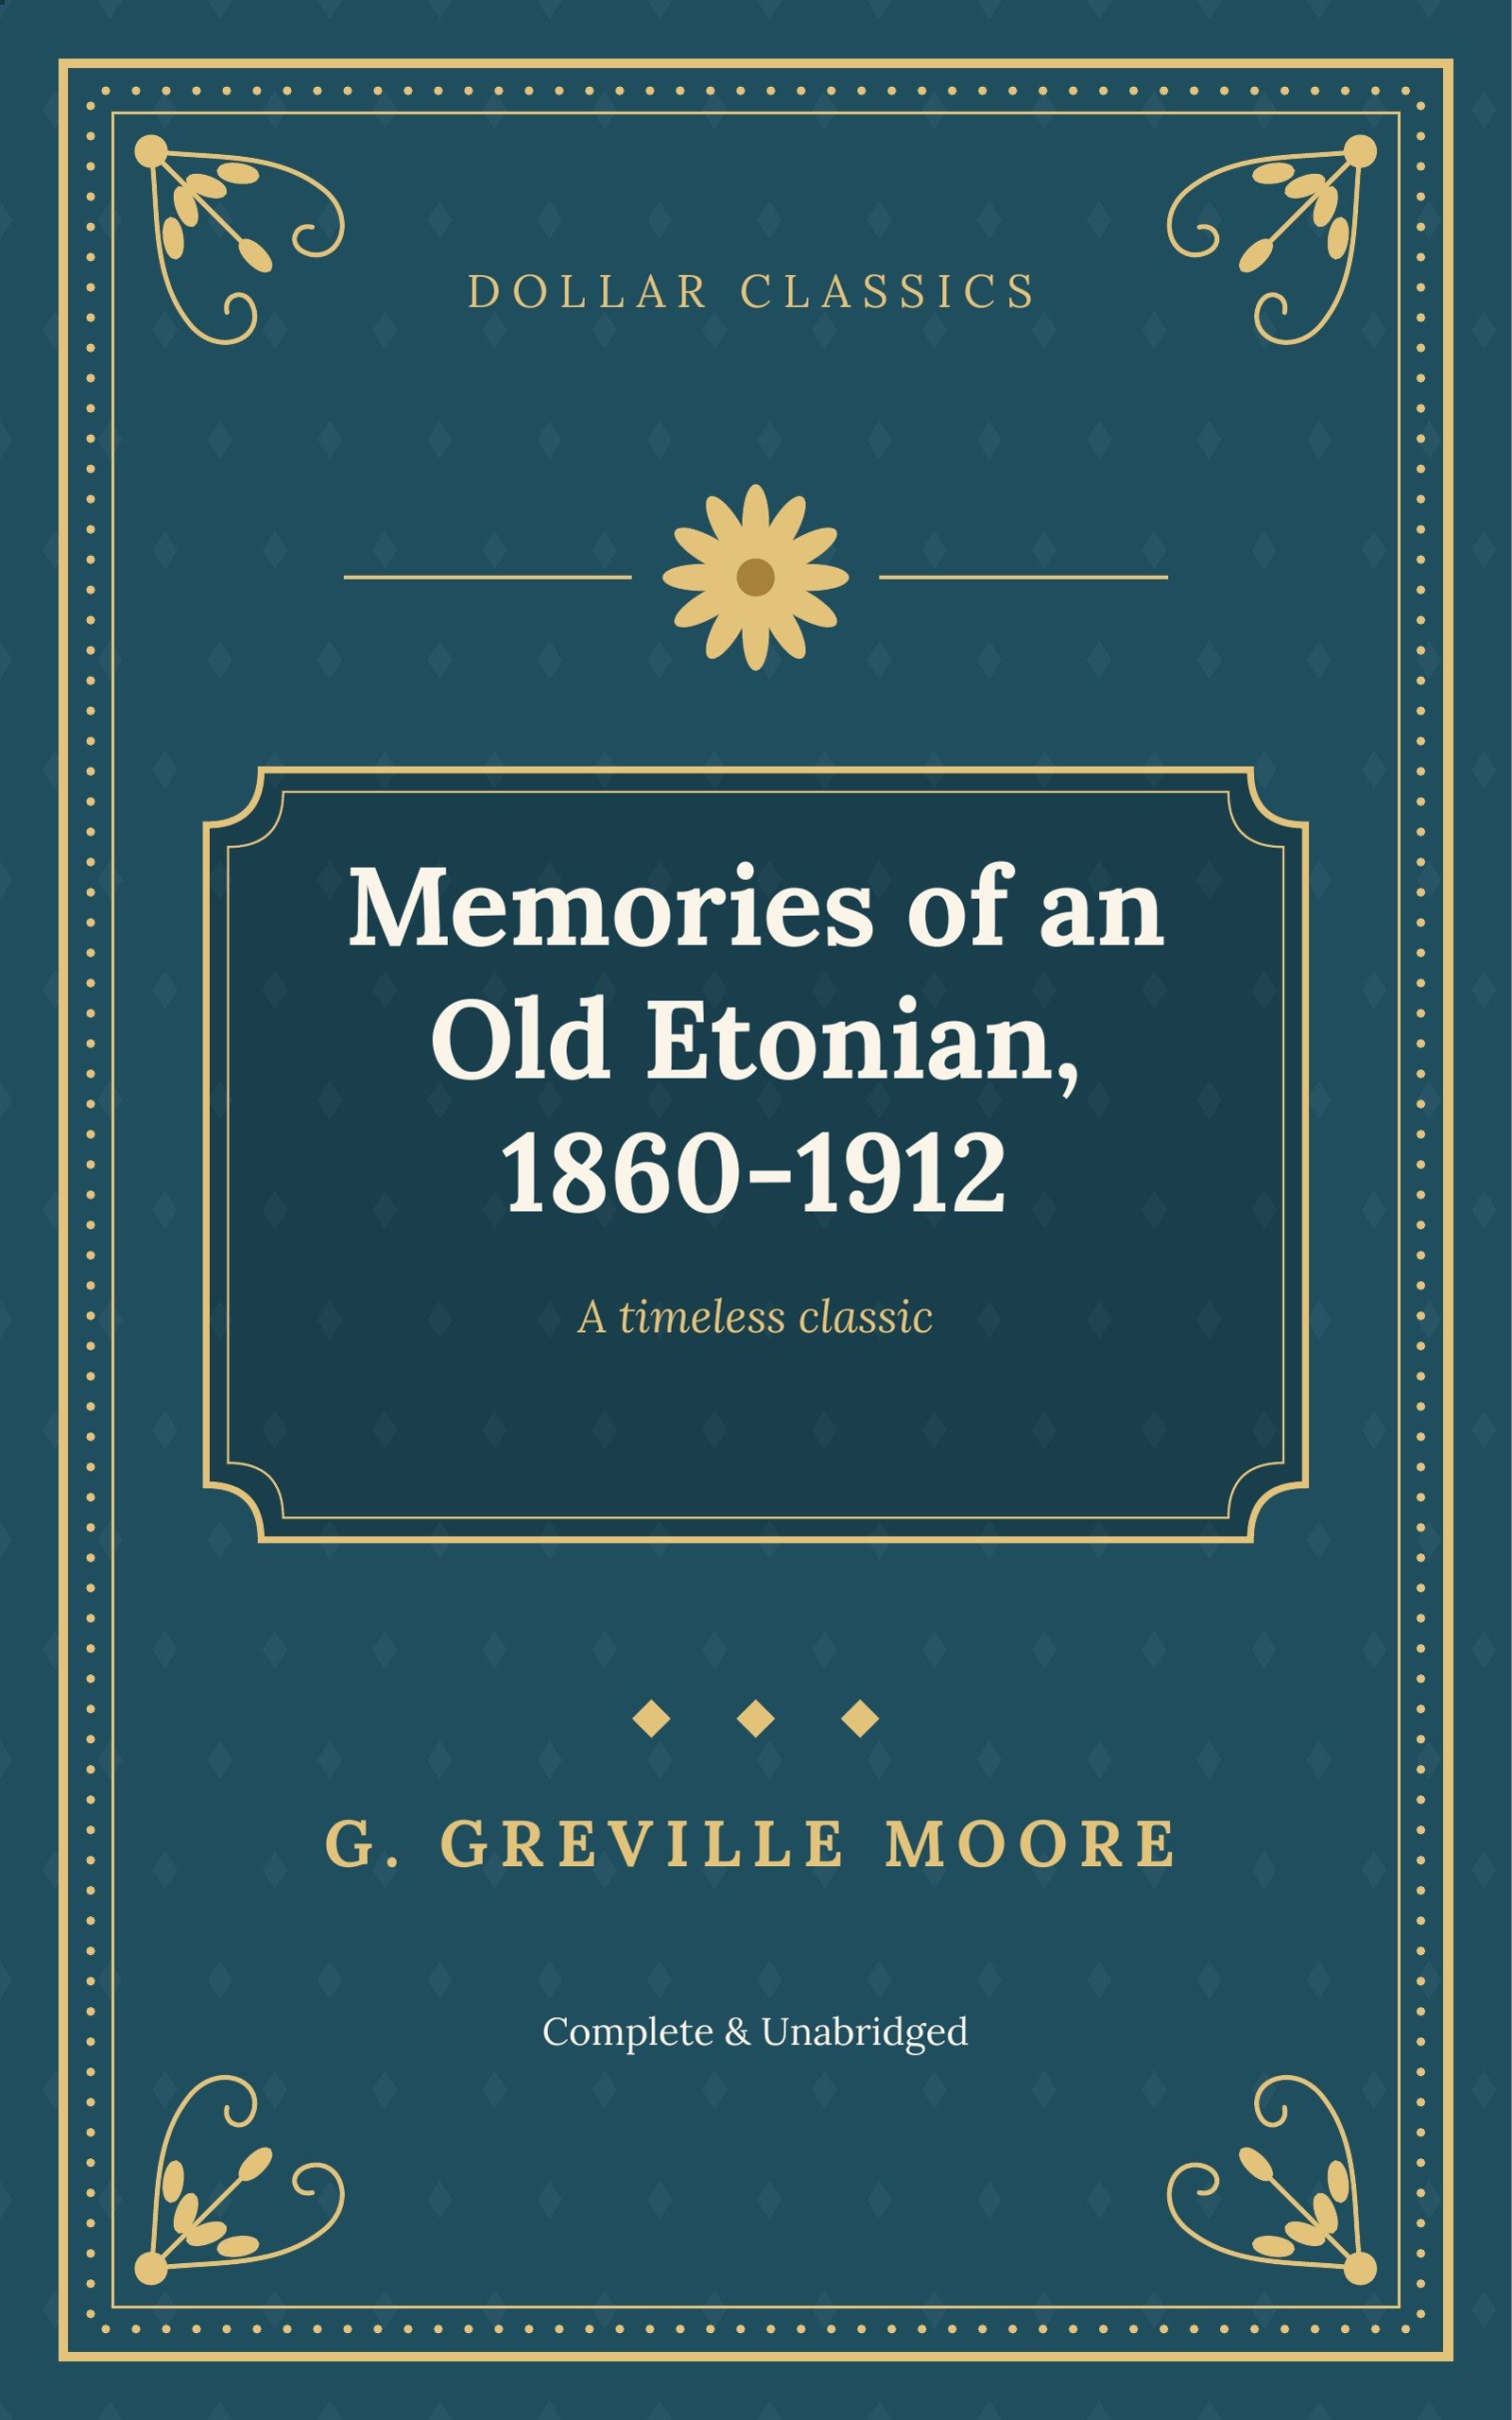 DOLLAR CLASSICS
Memories of an
Old Etonian,
1860–1912
A timeless classic
G. GREVILLE MOORE
Complete & Unabridged